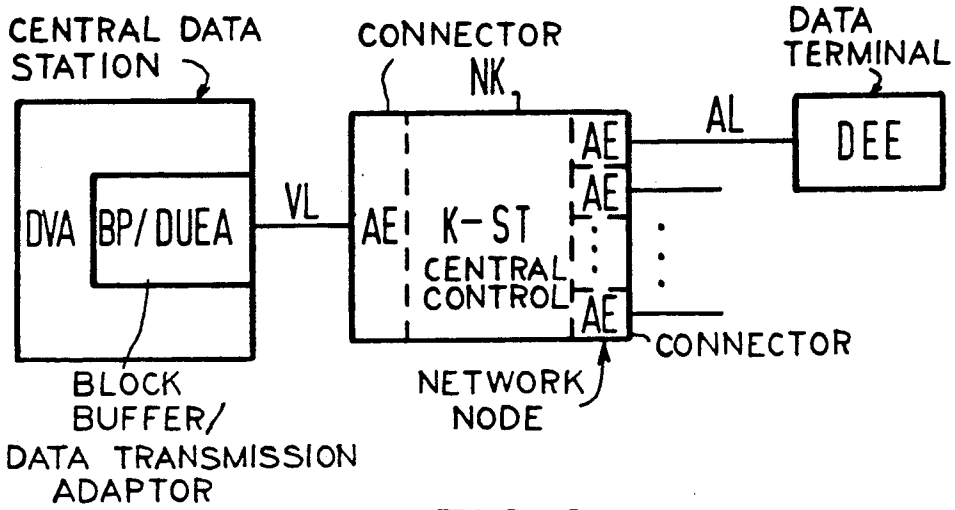 CENTRAL DATA
STATION
CONNECTOR
NK
DATA
TERMINAL
DVA
BP/DUEA
VL
AE
K-ST
CENTRAL
CONTROL
AE
AE
AE
AL
DEE
CONNECTOR
NETWORK
NODE
BLOCK
BUFFER/
DATA TRANSMISSION
ADAPTOR